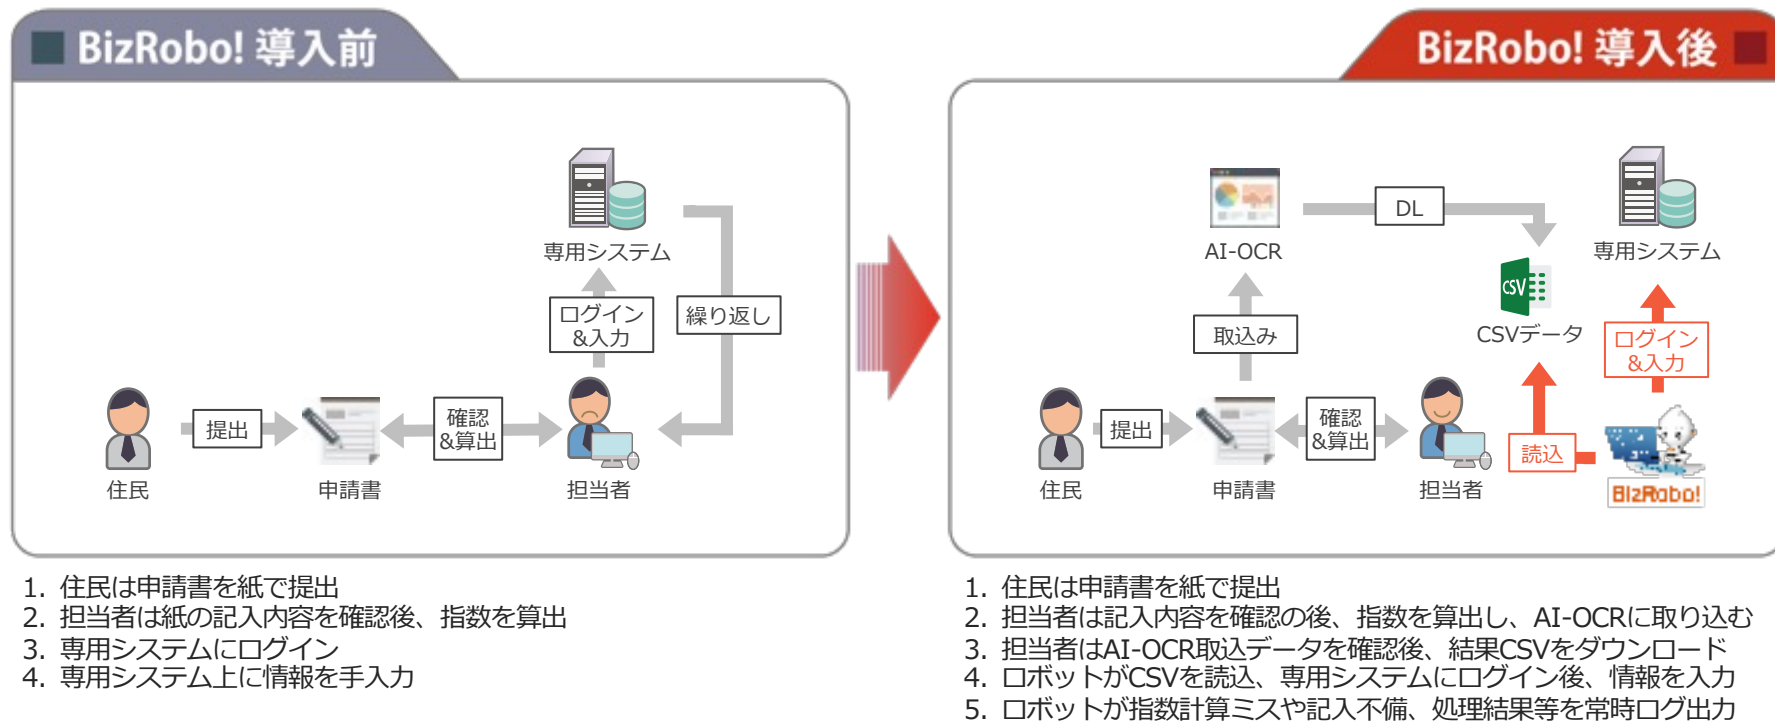 BizRobo! 導入前
専用システム
ログイン
&入力
繰り返し
提出
確認
&算出
住民
申請書
担当者
1. 住民は申請書を紙で提出
2. 担当者は紙の記入内容を確認後、指数を算出
3. 専用システムにログイン
4. 専用システム上に情報を手入力
BizRobo! 導入後
DL
AI-OCR
専用システム
CSV
CSVデータ
取込み
ログイン
&入力
提出
確認
&算出
読込
BizRobo!
住民
申請書
担当者
1. 住民は申請書を紙で提出
2. 担当者は記入内容を確認の後、指数を算出し、AI-OCRに取り込む
3. 担当者はAI-OCR取込データを確認後、結果CSVをダウンロード
4. ロボットがCSVを読込、専用システムにログイン後、情報を入力
5. ロボットが指数計算ミスや記入不備、処理結果等を常時ログ出力